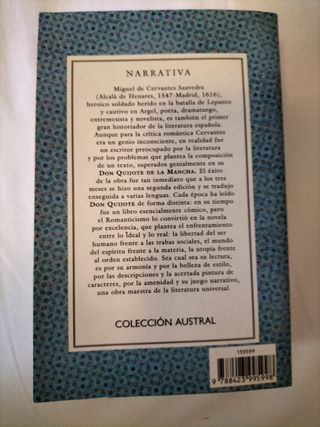 NARRATIVA
Miguel de Cervantes Saavedra
(Alcalá de Henares, 1547-Madrid, 1616),
heroico soldado herido en la batalla de Lepanto
y cautivo en Argel, poeta, dramaturgo,
entremesista y novelista, es también el primer
gran historiador de la literatura española.
Aunque para la crítica romántica Cervantes
era un genio inconsciente, en realidad fue
un escritor preocupado por la literatura
y por los problemas que plantea la composición
de un texto, superados genialmente en su
DON QUIJOTE DE LA MANCHA. El éxito
de la obra fue tan inmediato que a los tres
meses se hizo una segunda edición y se tradujo
enseguida a varias lenguas. Cada época ha leído
DON QUIJOTE de forma distinta: en su tiempo
fue un libro esencialmente cómico, pero
el Romanticismo lo convirtió en la novela
por excelencia, que plantea el enfrentamiento
entre lo ideal y lo real: la libertad del ser
humano frente a las trabas sociales, el mundo
del espíritu frente a la materia, la utopía frente
al orden establecido. Sea cual sea su lectura,
es por su armonía y por la belleza de estilo,
por las descripciones y la acertada pintura de
caracteres, por la amenidad y su juego narrativo,
una obra maestra de la literatura universal.
COLECCIÓN AUSTRAL
159599
9 788423 995998